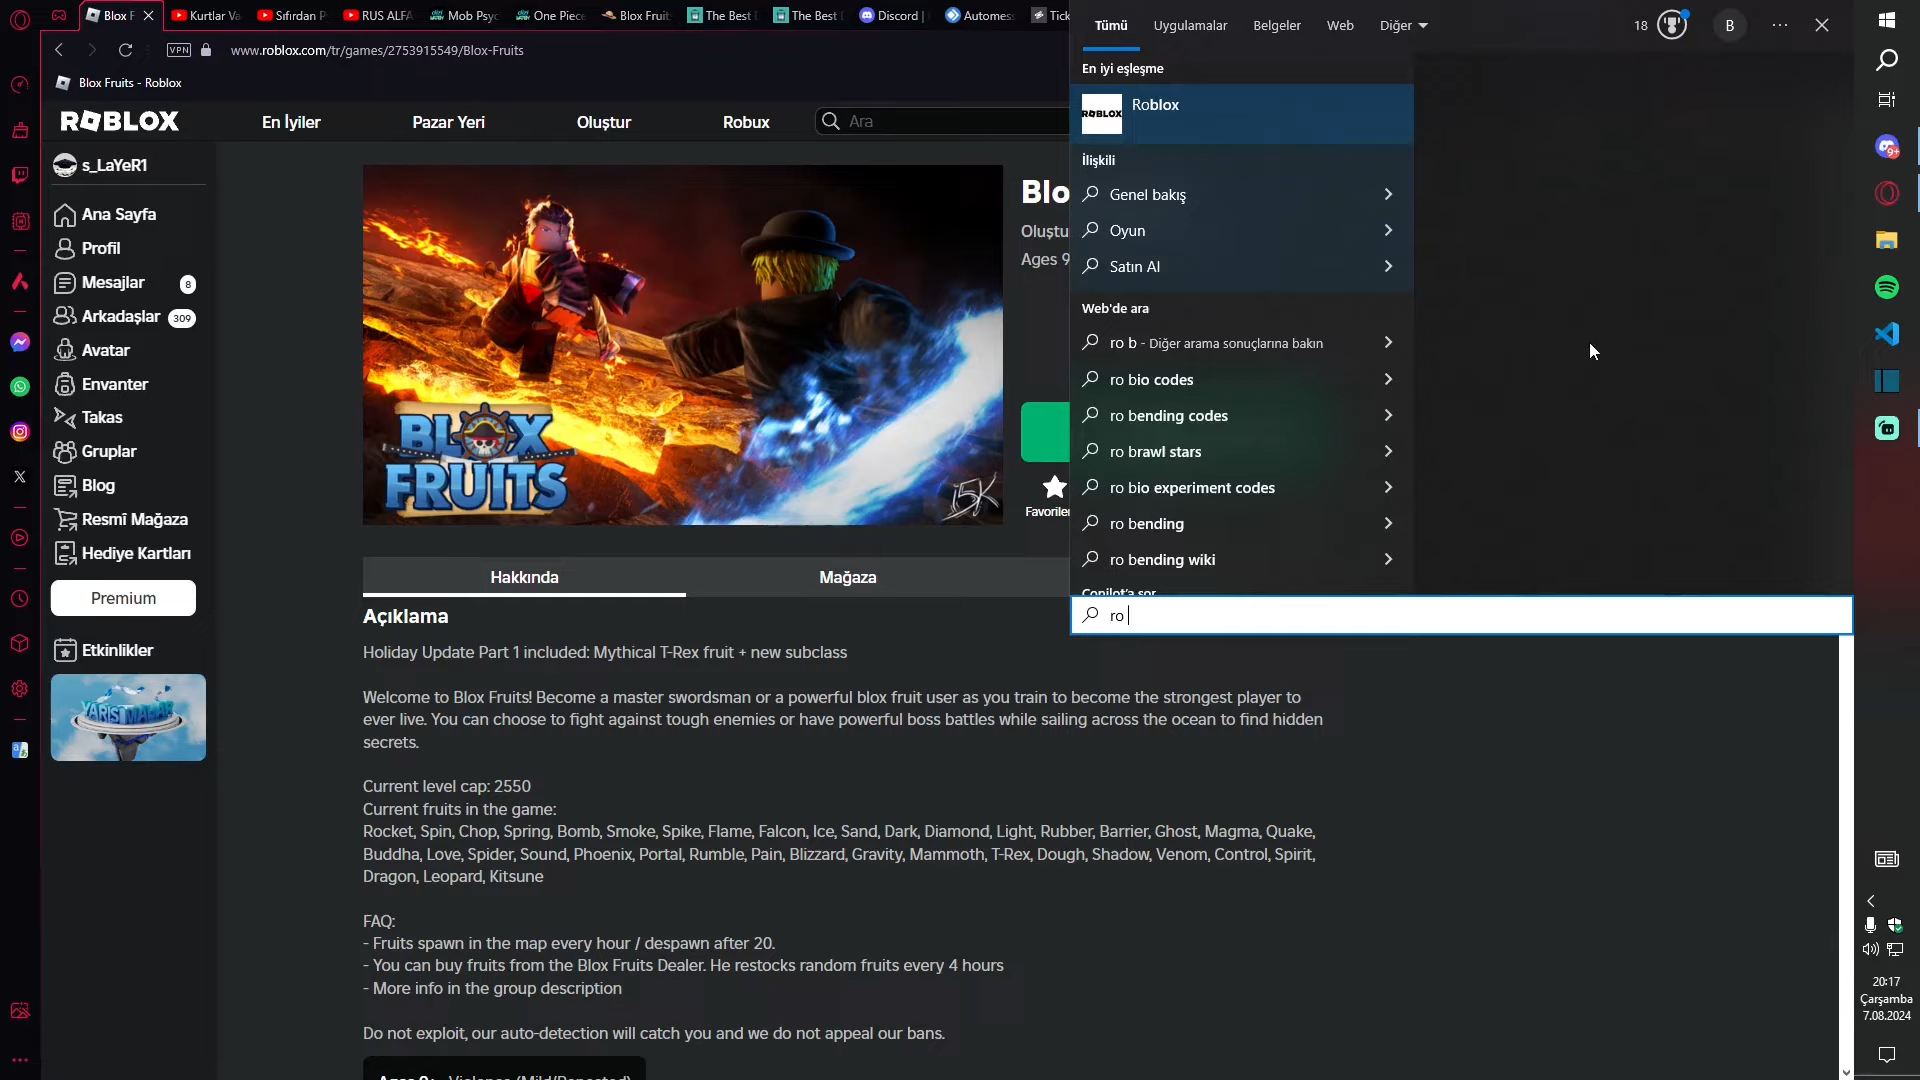 Blox F
Kurtlar Va
Sıfırdan P
RUS ALFA
Mob Psyc
One Piece
Blox Fruit
The Best
The Best
Discord |
Automess
Tick
VPN
www.roblox.com/tr/games/2753915549/Blox-Fruits
Blox Fruits - Roblox
ROBLOX
En İyiler
Pazar Yeri
Oluştur
Robux
Ara
s_LaYeR1
Ana Sayfa
Profil
Mesajlar 8
Arkadaşlar 309
Avatar
Envanter
Takas
Gruplar
Blog
Resmî Mağaza
Hediye Kartları
Premium
Etkinlikler
BLOX
FRUITS
Blo
Oluştu
Ages 9
Favoriler
Hakkında
Mağaza
Açıklama
Holiday Update Part 1 included: Mythical T-Rex fruit + new subclass
Welcome to Blox Fruits! Become a master swordsman or a powerful blox fruit user as you train to become the strongest player to
ever live. You can choose to fight against tough enemies or have powerful boss battles while sailing across the ocean to find hidden
secrets.
Current level cap: 2550
Current fruits in the game:
Rocket, Spin, Chop, Spring, Bomb, Smoke, Spike, Flame, Falcon, Ice, Sand, Dark, Diamond, Light, Rubber, Barrier, Ghost, Magma, Quake,
Buddha, Love, Spider, Sound, Phoenix, Portal, Rumble, Pain, Blizzard, Gravity, Mammoth, T-Rex, Dough, Shadow, Venom, Control, Spirit,
Dragon, Leopard, Kitsune
FAQ:
- Fruits spawn in the map every hour / despawn after 20.
- You can buy fruits from the Blox Fruits Dealer. He restocks random fruits every 4 hours
- More info in the group description
Do not exploit, our auto-detection will catch you and we do not appeal our bans.
Tümü
Uygulamalar
Belgeler
Web
Diğer
18
B
En iyi eşleşme
ROBLOX
Roblox
İlişkili
Genel bakış
Oyun
Satın Al
Web'de ara
ro b - Diğer arama sonuçlarına bakın
ro bio codes
ro bending codes
ro brawl stars
ro bio experiment codes
ro bending
ro bending wiki
Copilot'a sor
ro
9+
20:17
Çarşamba
7.08.2024